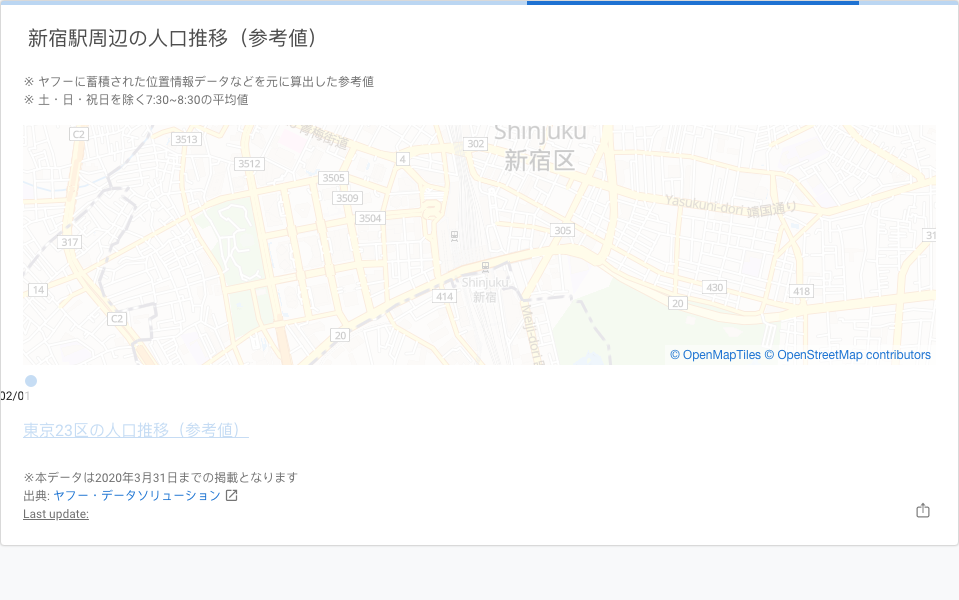 新宿駅周辺の人口推移（参考値）
※ ヤフーに蓄積された位置情報データなどを元に算出した参考値
※ 土・日・祝日を除く7:30~8:30の平均値
C2
3513
青梅街道
302
Shinjuku
新宿区
3512
4
3505
3509
3504
Yasukuni-dori 靖国通り
317
305
31
14
Shinjuku
新宿
414
430
418
20
C2
20
Meiji-dori
© OpenMapTiles © OpenStreetMap contributors
02/01
東京23区の人口推移（参考値）
※本データは2020年3月31日までの掲載となります
出典: ヤフー・データソリューション
Last update: